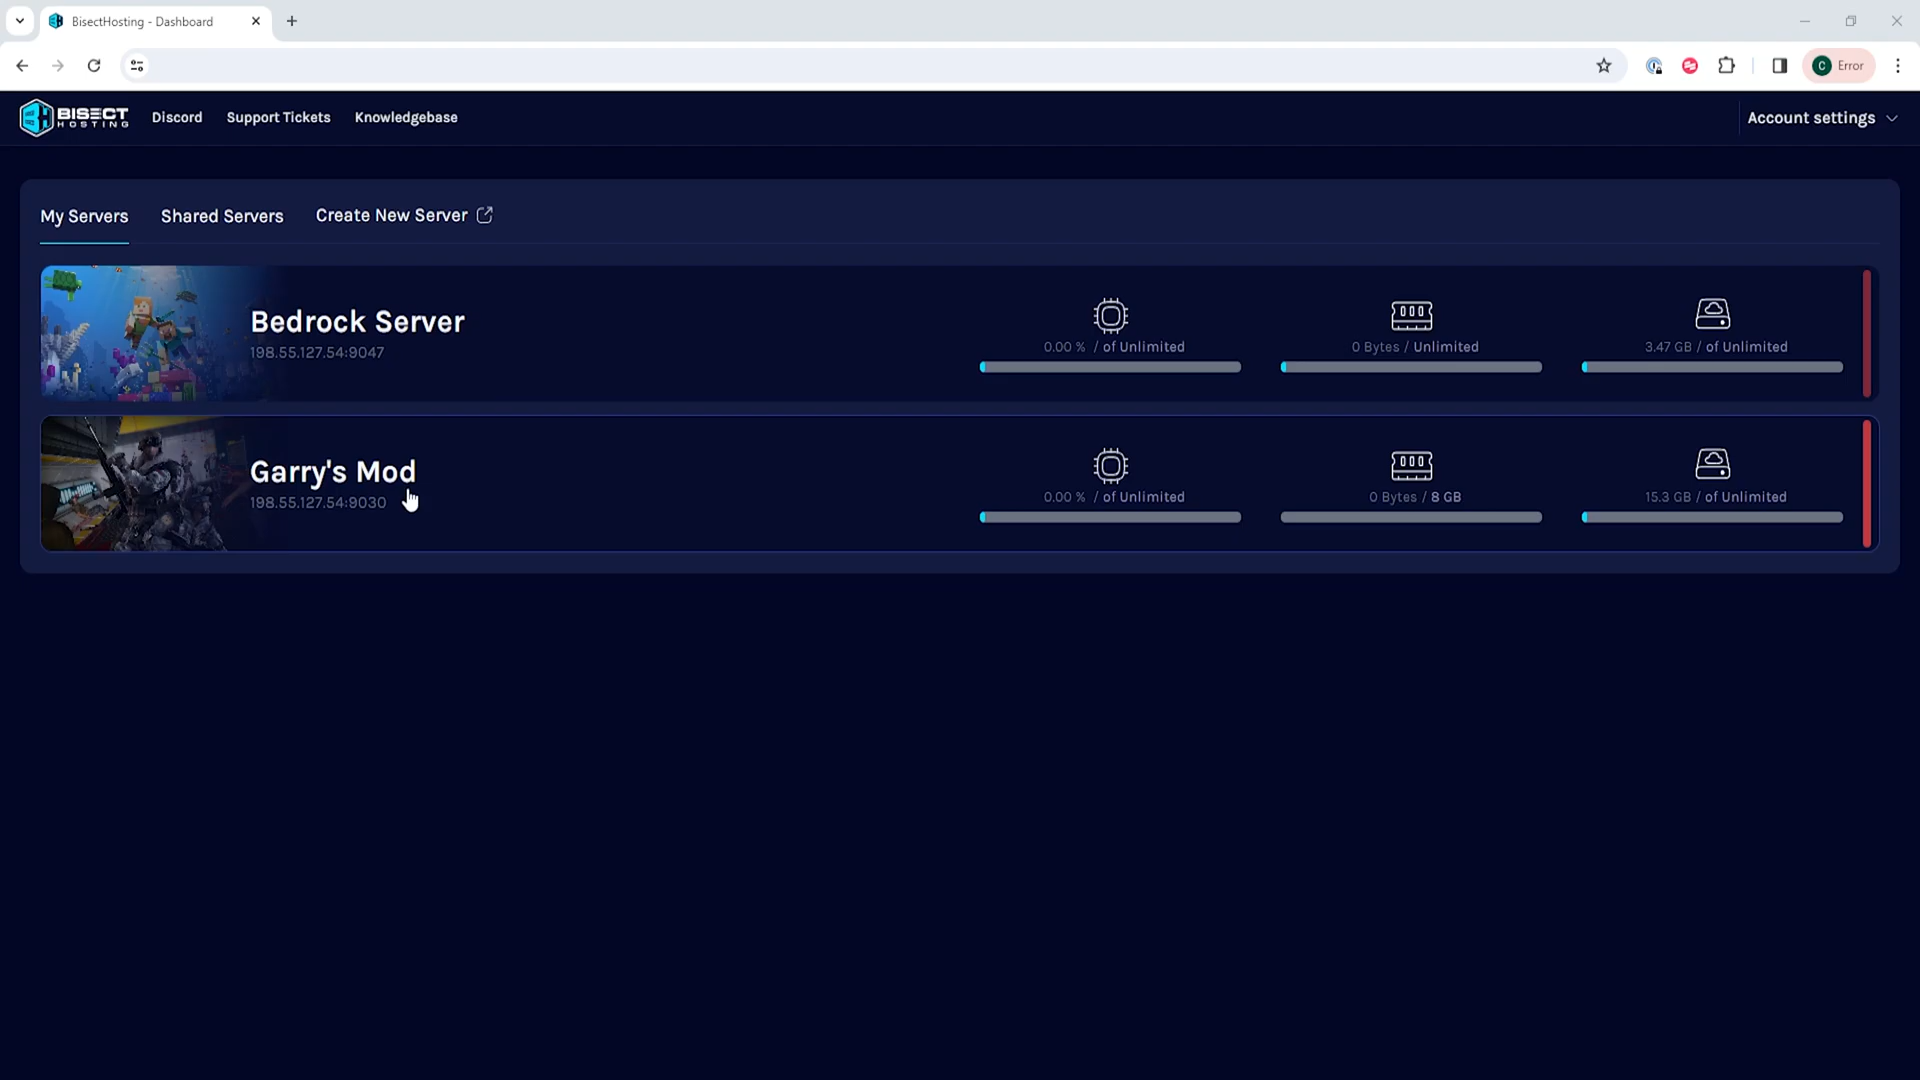 BisectHosting - Dashboard
C Error
BISECT HOSTING Discord Support Tickets Knowledgebase Account settings
My Servers Shared Servers Create New Server
Bedrock Server
198.55.127.54:9047
0.00 % / of Unlimited 0 Bytes / Unlimited 3.47 GB / of Unlimited
Garry's Mod
198.55.127.54:9030
0.00 % / of Unlimited 0 Bytes / 8 GB 15.3 GB / of Unlimited